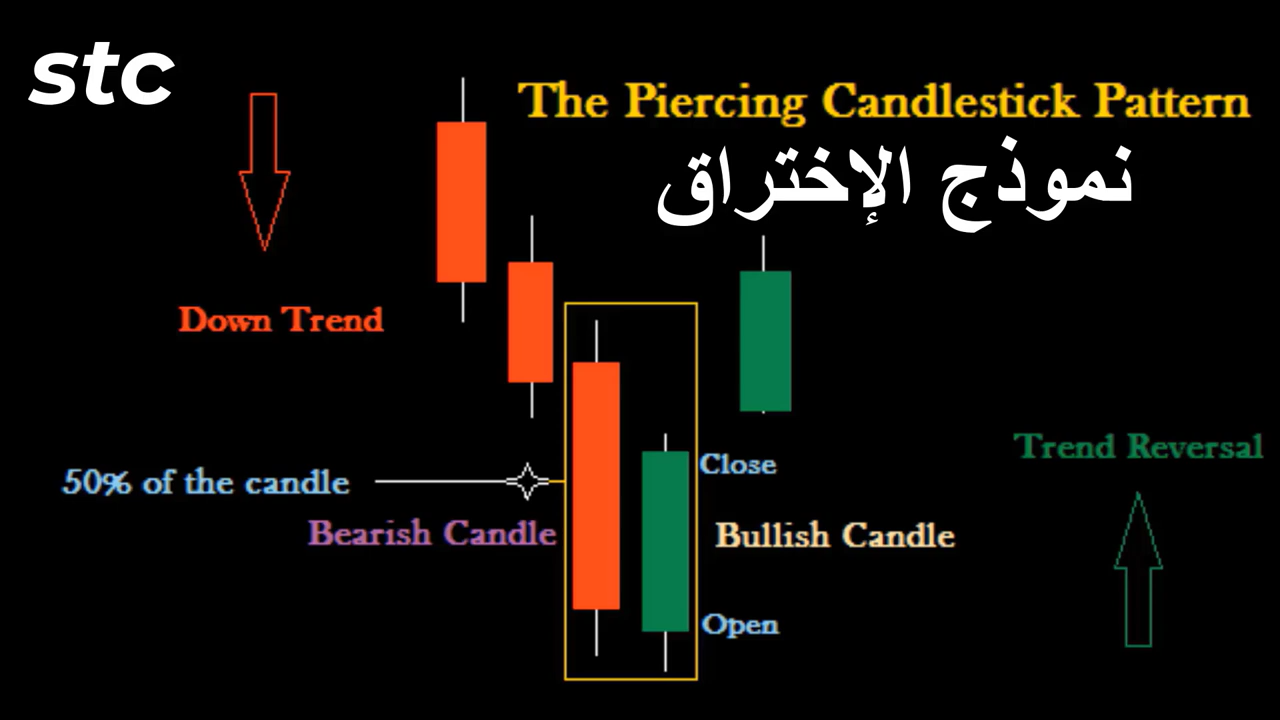 stc
The Piercing Candlestick Pattern
نموذج الإختراق
Down Trend
Trend Reversal
Close
50% of the candle
Bearish Candle
Bullish Candle
Open